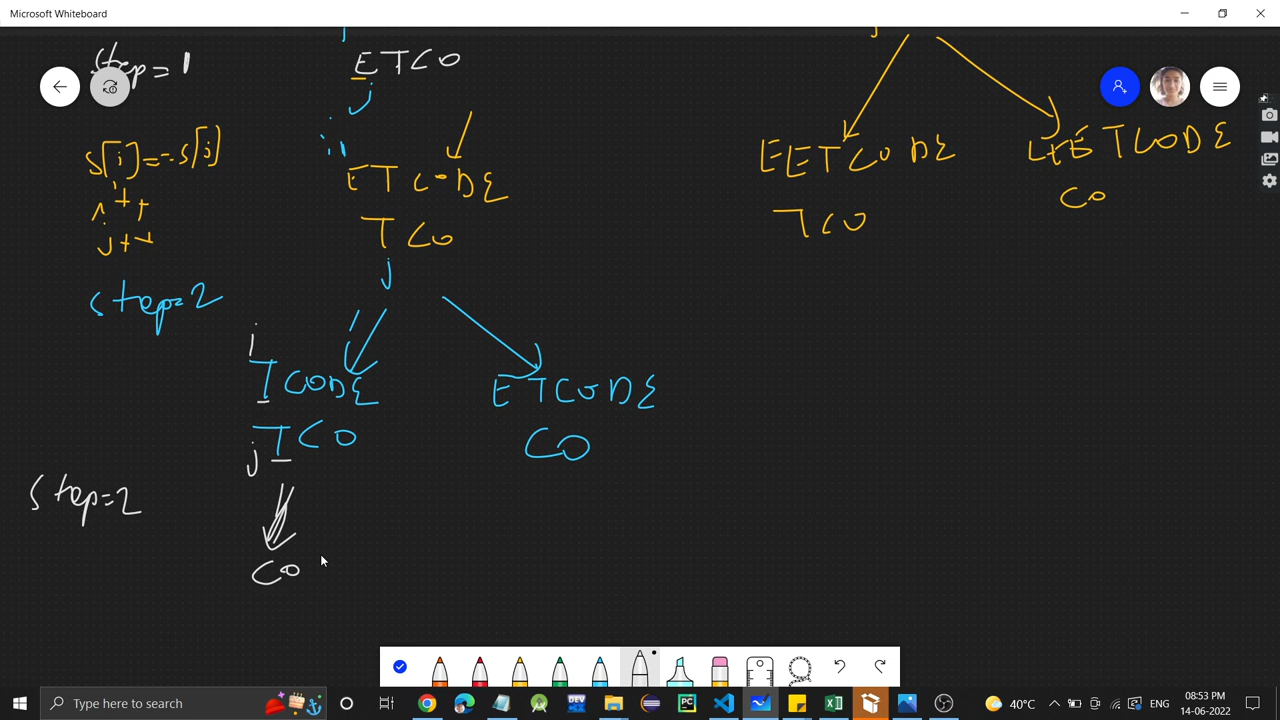 Microsoft Whiteboard
Step=1
ETCO
j
s[i]==s[j]
i++
j++
ETCODE
TCO
j
EETCODE
TCO
ETCODE
CO
Step=2
i
TCODE
TCO
j
ETCODE
CO
Step=2
CO
Type here to search
40°C
ENG
08:53 PM
14-06-2022